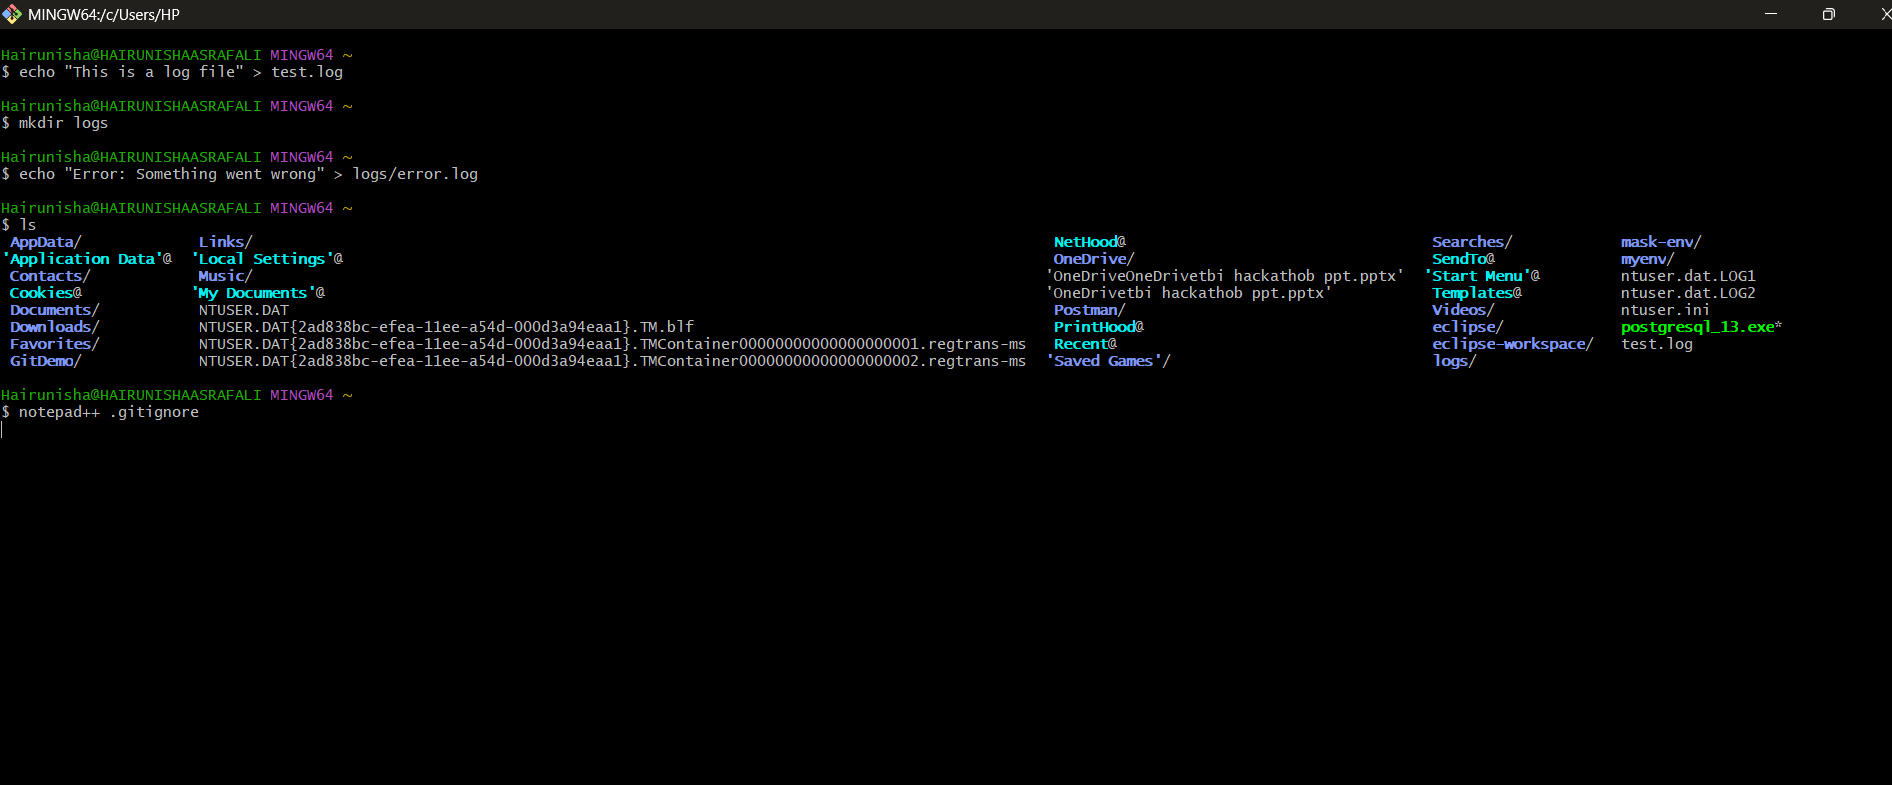 MINGW64:/c/Users/HP
Hairunisha@HAIRUNISHAASRAFALI MINGW64 ~
$ echo "This is a log file" > test.log
Hairunisha@HAIRUNISHAASRAFALI MINGW64 ~
$ mkdir logs
Hairunisha@HAIRUNISHAASRAFALI MINGW64 ~
$ echo "Error: Something went wrong" > logs/error.log
Hairunisha@HAIRUNISHAASRAFALI MINGW64 ~
$ ls
AppData/ Links/ NetHood@ Searches/ mask-env/
'Application Data'@ 'Local Settings'@ OneDrive/ SendTo@ myenv/
Contacts/ Music/ 'OneDriveOneDrivetbi hackathob ppt.pptx' 'Start Menu'@ ntuser.dat.LOG1
Cookies@ 'My Documents'@ 'OneDrivetbi hackathob ppt.pptx' Templates@ ntuser.dat.LOG2
Documents/ NTUSER.DAT Postman/ Videos/ ntuser.ini
Downloads/ NTUSER.DAT{2ad838bc-efea-11ee-a54d-000d3a94eaa1}.TM.blf PrintHood@ eclipse/ postgresql_13.exe*
Favorites/ NTUSER.DAT{2ad838bc-efea-11ee-a54d-000d3a94eaa1}.TMContainer00000000000000000001.regtrans-ms Recent@ eclipse-workspace/ test.log
GitDemo/ NTUSER.DAT{2ad838bc-efea-11ee-a54d-000d3a94eaa1}.TMContainer00000000000000000002.regtrans-ms 'Saved Games'/ logs/
Hairunisha@HAIRUNISHAASRAFALI MINGW64 ~
$ notepad++ .gitignore